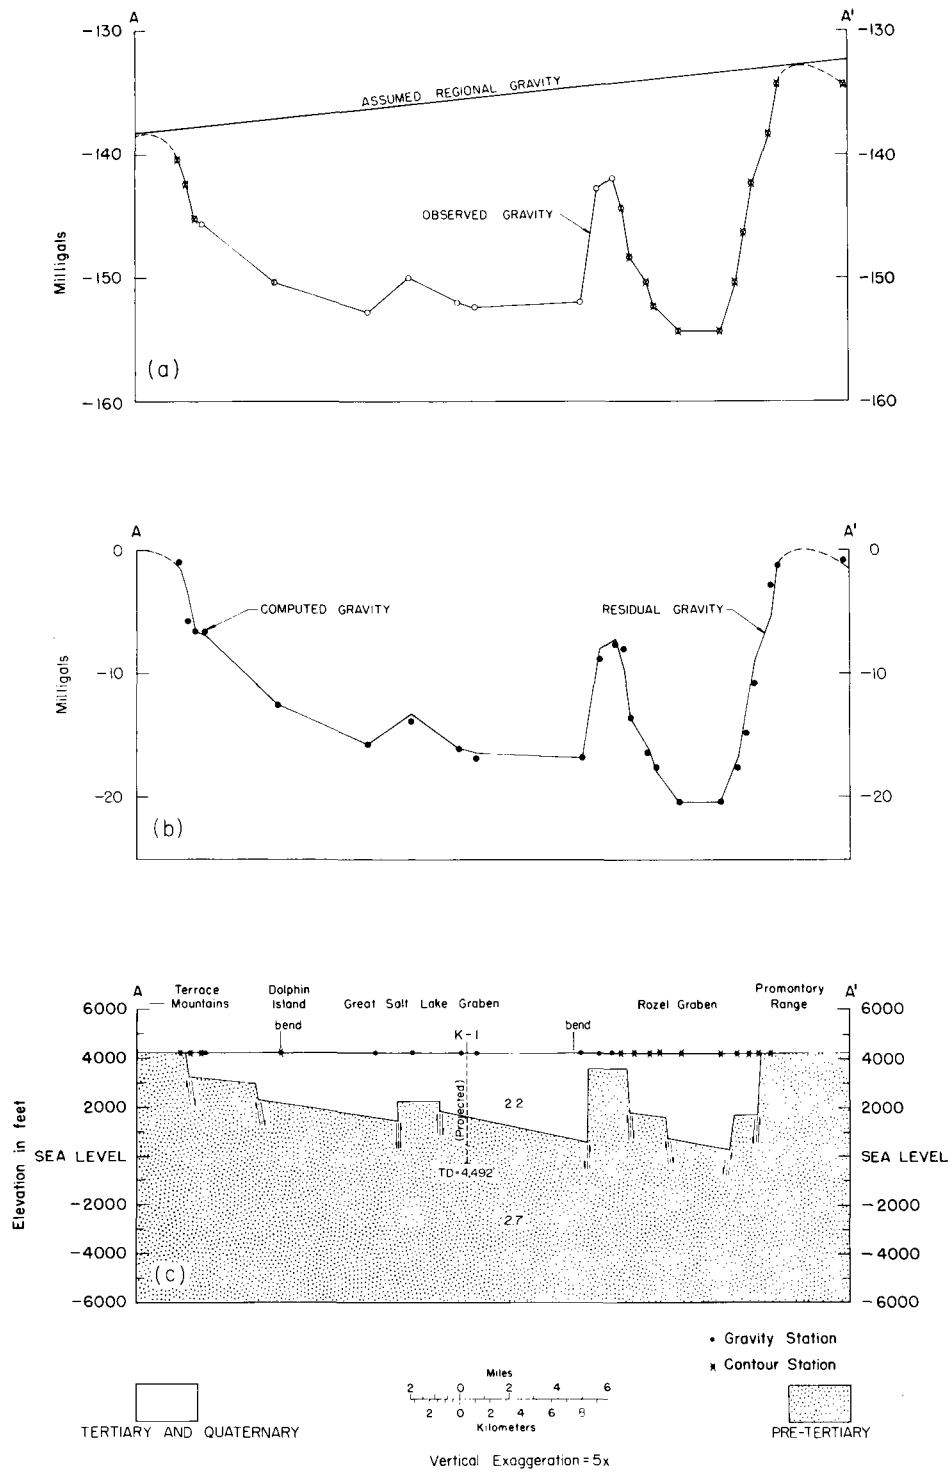 A A'
-130 -130
ASSUMED REGIONAL GRAVITY
-140 -140
OBSERVED GRAVITY
Milligals
-150 -150
(a)
-160 -160
A A'
0 0
COMPUTED GRAVITY RESIDUAL GRAVITY
Milligals
-10 -10
-20 -20
(b)
A A'
Terrace Mountains
Dolphin Island
Great Salt Lake Graben
Rozel Graben
Promontory Range
bend
K-1
bend
6000 6000
4000 4000
2000 2000
SEA LEVEL SEA LEVEL
-2000 -2000
-4000 -4000
-6000 -6000
Elevation in feet
(Projected)
2.2
TD=4,492
2.7
(c)
Gravity Station
Contour Station
Miles
2 0 2 4 6
2 0 2 4 6 8
Kilometers
TERTIARY AND QUATERNARY
PRE-TERTIARY
Vertical Exaggeration = 5x